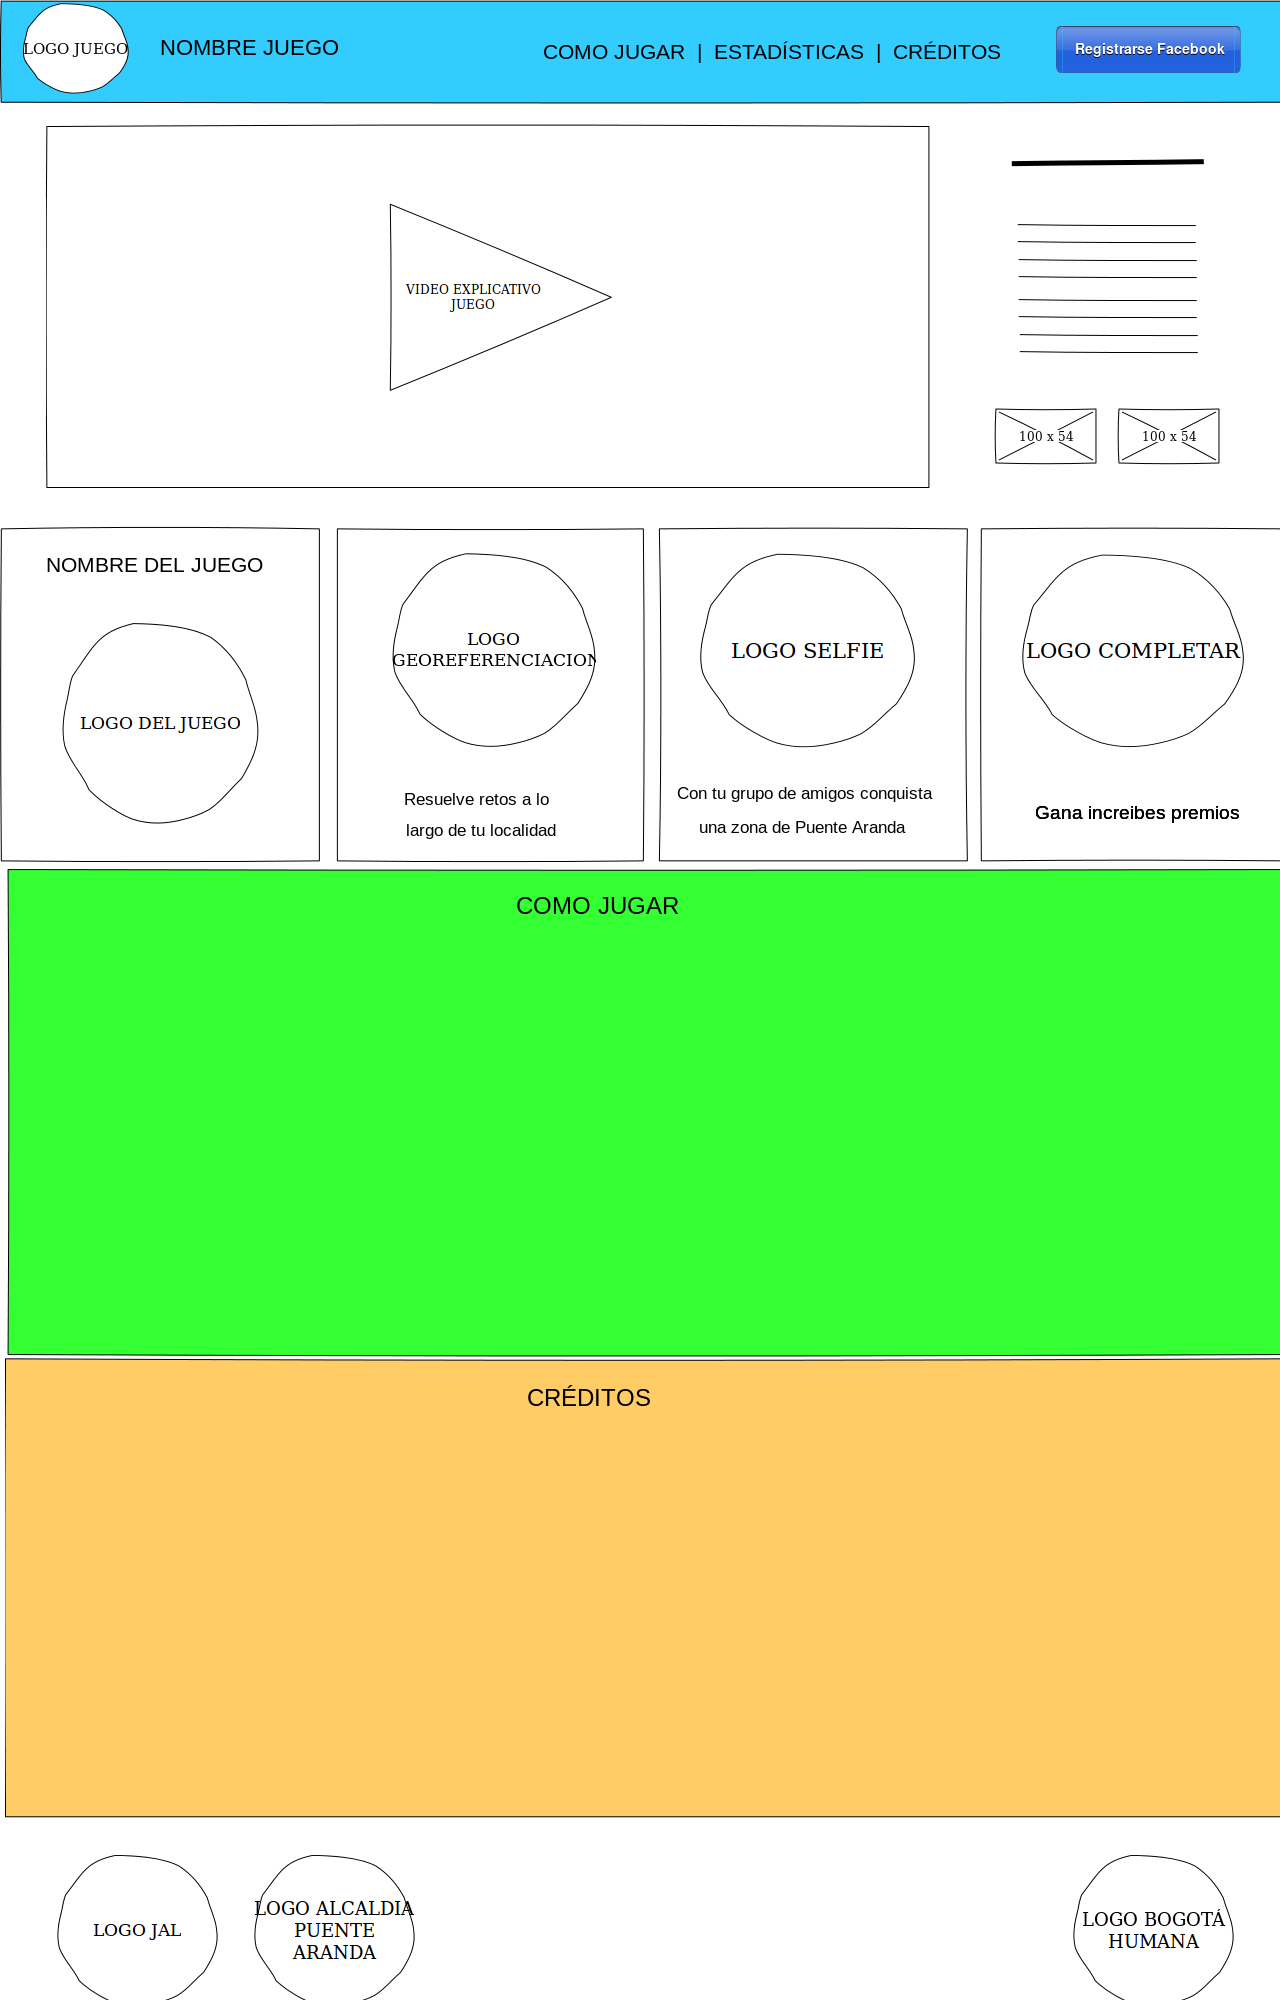 LOGO JUEGO
NOMBRE JUEGO
COMO JUGAR | ESTADÍSTICAS | CRÉDITOS
Registrarse Facebook
VIDEO EXPLICATIVO
JUEGO
100 x 54
100 x 54
NOMBRE DEL JUEGO
LOGO DEL JUEGO
LOGO
GEOREFERENCIACION
Resuelve retos a lo
largo de tu localidad
LOGO SELFIE
Con tu grupo de amigos conquista
una zona de Puente Aranda
LOGO COMPLETAR
Gana increibes premios
COMO JUGAR
CRÉDITOS
LOGO JAL
LOGO ALCALDIA
PUENTE
ARANDA
LOGO BOGOTÁ
HUMANA